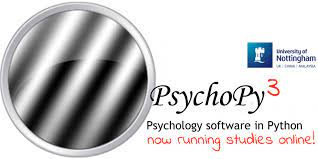 University of
Nottingham
UK | CHINA | MALAYSIA
PsychoPy3
Psychology software in Python
now running studies online!